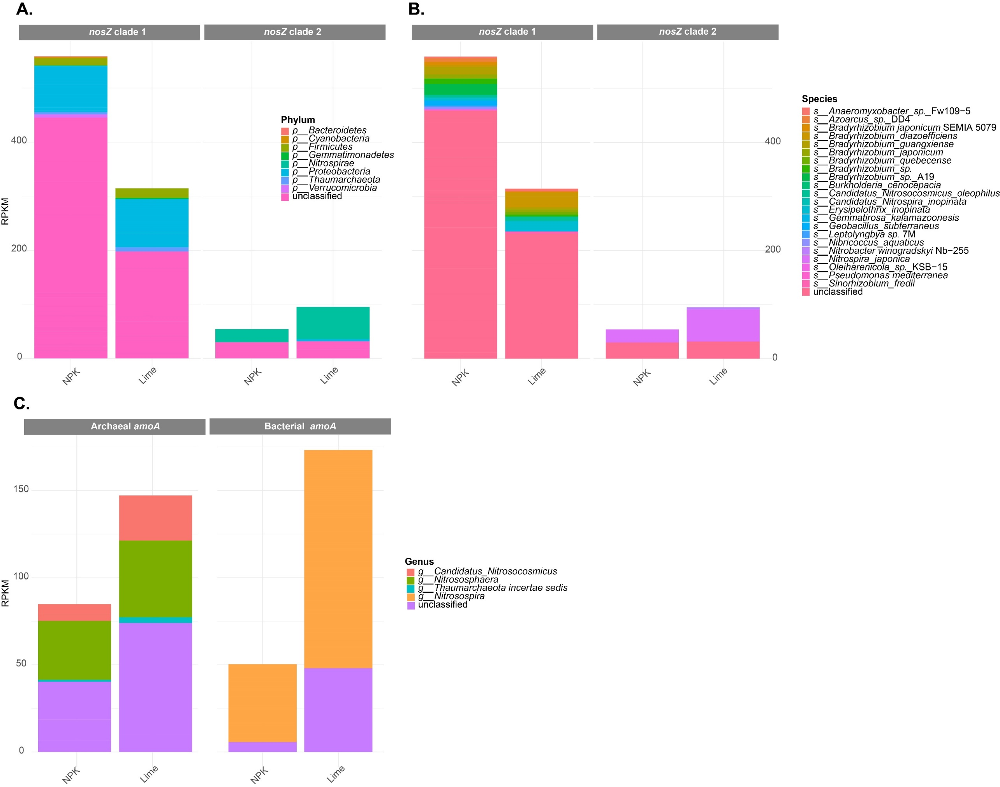 A.
nosZ clade 1
nosZ clade 2
RPKM
400
200
0
NPK
Lime
NPK
Lime
Phylum
p__Bacteroidetes
p__Cyanobacteria
p__Firmicutes
p__Gemmatimonadetes
p__Nitrospirae
p__Proteobacteria
p__Thaumarchaeota
p__Verrucomicrobia
unclassified
B.
nosZ clade 1
nosZ clade 2
400
200
0
NPK
Lime
NPK
Lime
Species
s__Anaeromyxobacter_sp._Fw109−5
s__Azoarcus_sp._DD4
s__Bradyrhizobium japonicum SEMIA 5079
s__Bradyrhizobium_diazoefficiens
s__Bradyrhizobium_guangxiense
s__Bradyrhizobium_japonicum
s__Bradyrhizobium_quebecense
s__Bradyrhizobium_sp.
s__Bradyrhizobium_sp._A19
s__Burkholderia_cenocepacia
s__Candidatus_Nitrosocosmicus_oleophilus
s__Candidatus_Nitrospira_inopinata
s__Erysipelothrix_inopinata
s__Gemmatirosa_kalamazoonesis
s__Geobacillus_subterraneus
s__Leptolyngbya sp. 7M
s__Nibricoccus_aquaticus
s__Nitrobacter winogradskyi Nb−255
s__Nitrospira_japonica
s__Oleiharenicola_sp._KSB−15
s__Pseudomonas mediterranea
s__Sinorhizobium_fredii
unclassified
C.
Archaeal amoA
Bacterial amoA
RPKM
150
100
50
0
NPK
Lime
NPK
Lime
Genus
g__Candidatus_Nitrosocosmicus
g__Nitrososphaera
g__Thaumarchaeota incertae sedis
g__Nitrosospira
unclassified